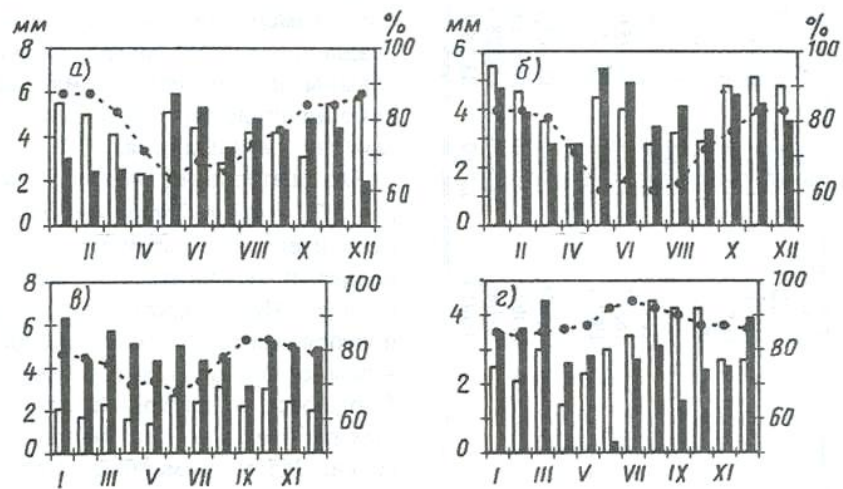 мм % мм %
8 а) 100 6 б) 100
6 80 4 80
4 60 2 60
2
0 0
II IV VI VIII X XII II IV VI VIII X XII
8 в) 100 г) 100
6 80 4 80
4 60 2 60
2
0 0
I III V VII IX XI I III V VII IX XI